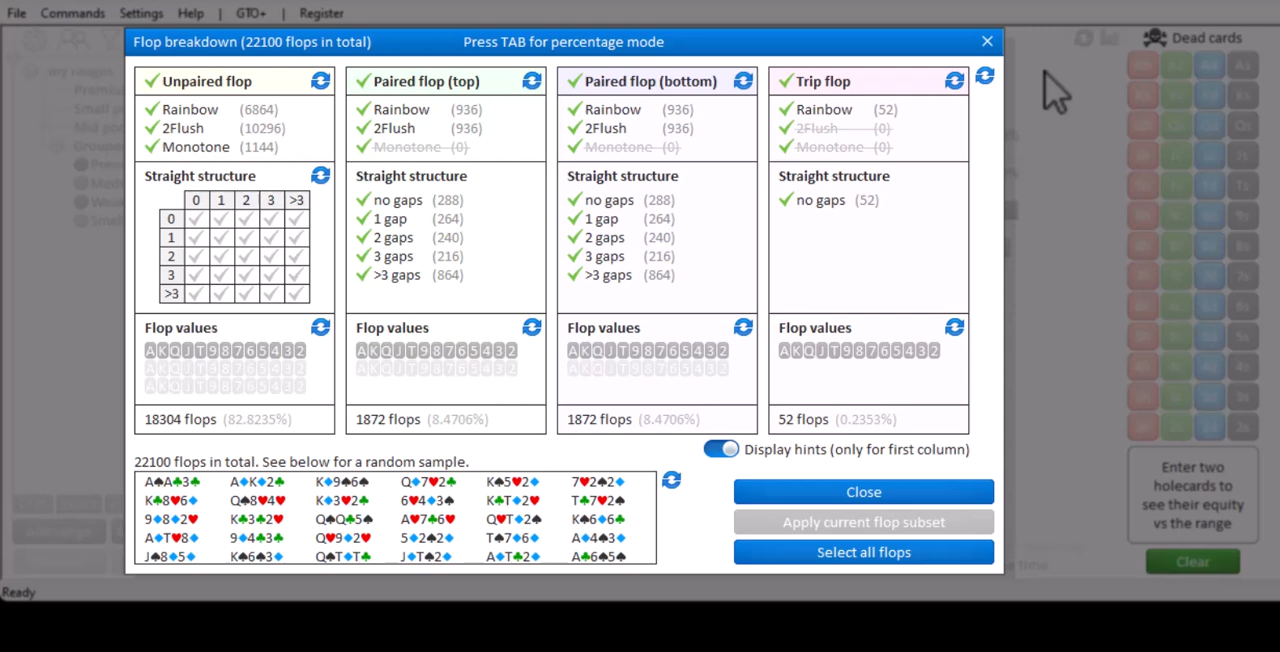 File Commands Settings Help | GTO+ | Register
Flop breakdown (22100 flops in total) Press TAB for percentage mode
Dead cards
Unpaired flop
Rainbow (6864)
2Flush (10296)
Monotone (1144)
Straight structure
0 1 2 3 >3
0
1
2
3
>3
Flop values
AKQJT98765432
AKQJT98765432
AKQJT98765432
18304 flops (82.8235%)
Paired flop (top)
Rainbow (936)
2Flush (936)
Monotone (0)
Straight structure
no gaps (288)
1 gap (264)
2 gaps (240)
3 gaps (216)
>3 gaps (864)
Flop values
AKQJT98765432
AKQJT98765432
1872 flops (8.4706%)
Paired flop (bottom)
Rainbow (936)
2Flush (936)
Monotone (0)
Straight structure
no gaps (288)
1 gap (264)
2 gaps (240)
3 gaps (216)
>3 gaps (864)
Flop values
AKQJT98765432
AKQJT98765432
1872 flops (8.4706%)
Trip flop
Rainbow (52)
2Flush (0)
Monotone (0)
Straight structure
no gaps (52)
Flop values
AKQJT98765432
52 flops (0.2353%)
Display hints (only for first column)
22100 flops in total. See below for a random sample.
A♠A♣3♣ A♦K♦2♣ K♦9♠6♠ Q♦7♥2♣ K♠5♥2♦ 7♥2♠2♦
K♣8♥6♦ Q♠8♥4♥ K♦3♥2♣ 6♥4♦3♠ K♣T♦2♥ T♣7♥2♠
9♦8♦2♥ K♣3♣2♥ Q♠Q♣5♠ A♥7♣6♥ Q♥T♦2♠ K♠6♦6♣
A♦T♥8♦ 9♦4♣3♣ Q♥9♦2♥ 5♦2♠2♦ T♠7♦6♦ A♦4♣3♦
J♠8♦5♦ K♠6♠3♦ Q♠T♦T♣ J♦T♠2♦ A♦T♣2♦ A♣6♠5♠
Close
Apply current flop subset
Select all flops
Enter two
holecards to
see their equity
vs the range
Clear
Ready